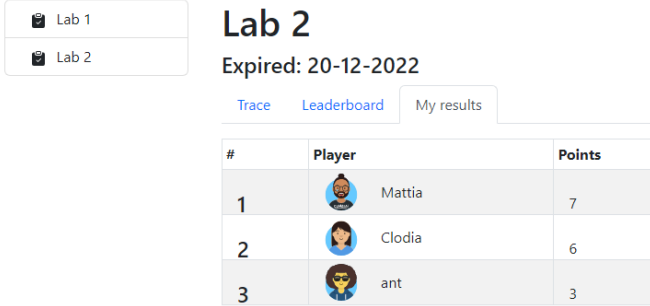 Lab 1
Lab 2
Lab 2
Expired: 20-12-2022
Trace Leaderboard My results
# Player Points
1 Mattia 7
2 Clodia 6
3 ant 3